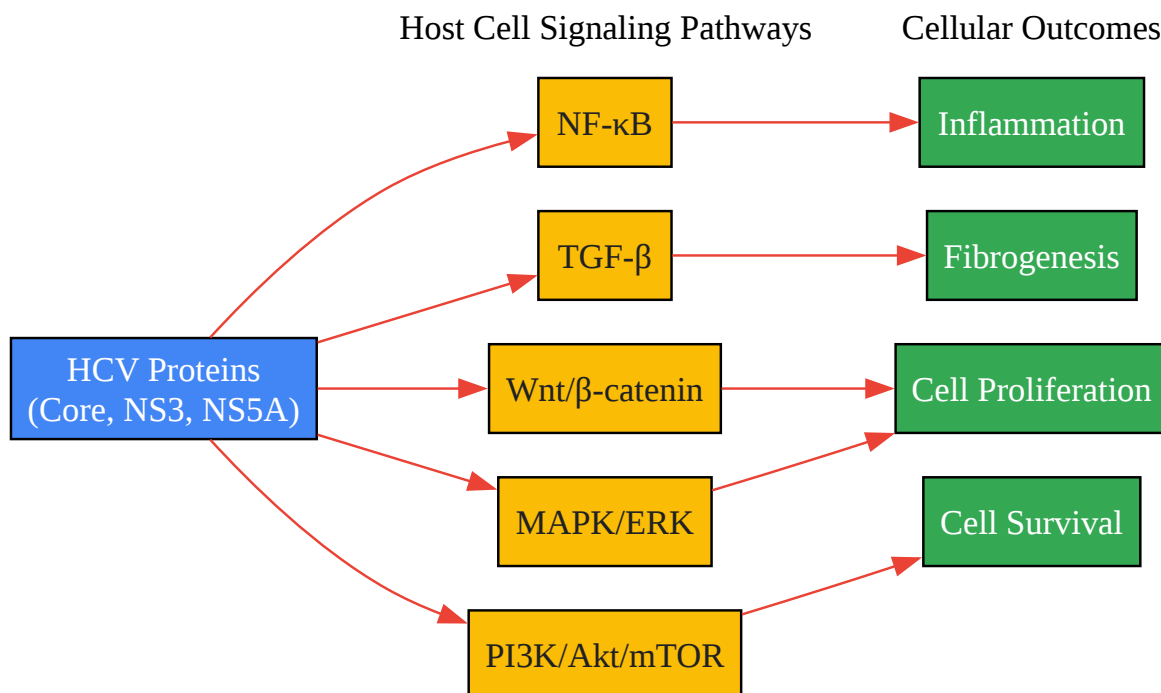 Host Cell Signaling Pathways
Cellular Outcomes
NF-κB
Inflammation
TGF-β
Fibrogenesis
HCV Proteins
(Core, NS3, NS5A)
Wnt/β-catenin
Cell Proliferation
MAPK/ERK
Cell Survival
PI3K/Akt/mTOR